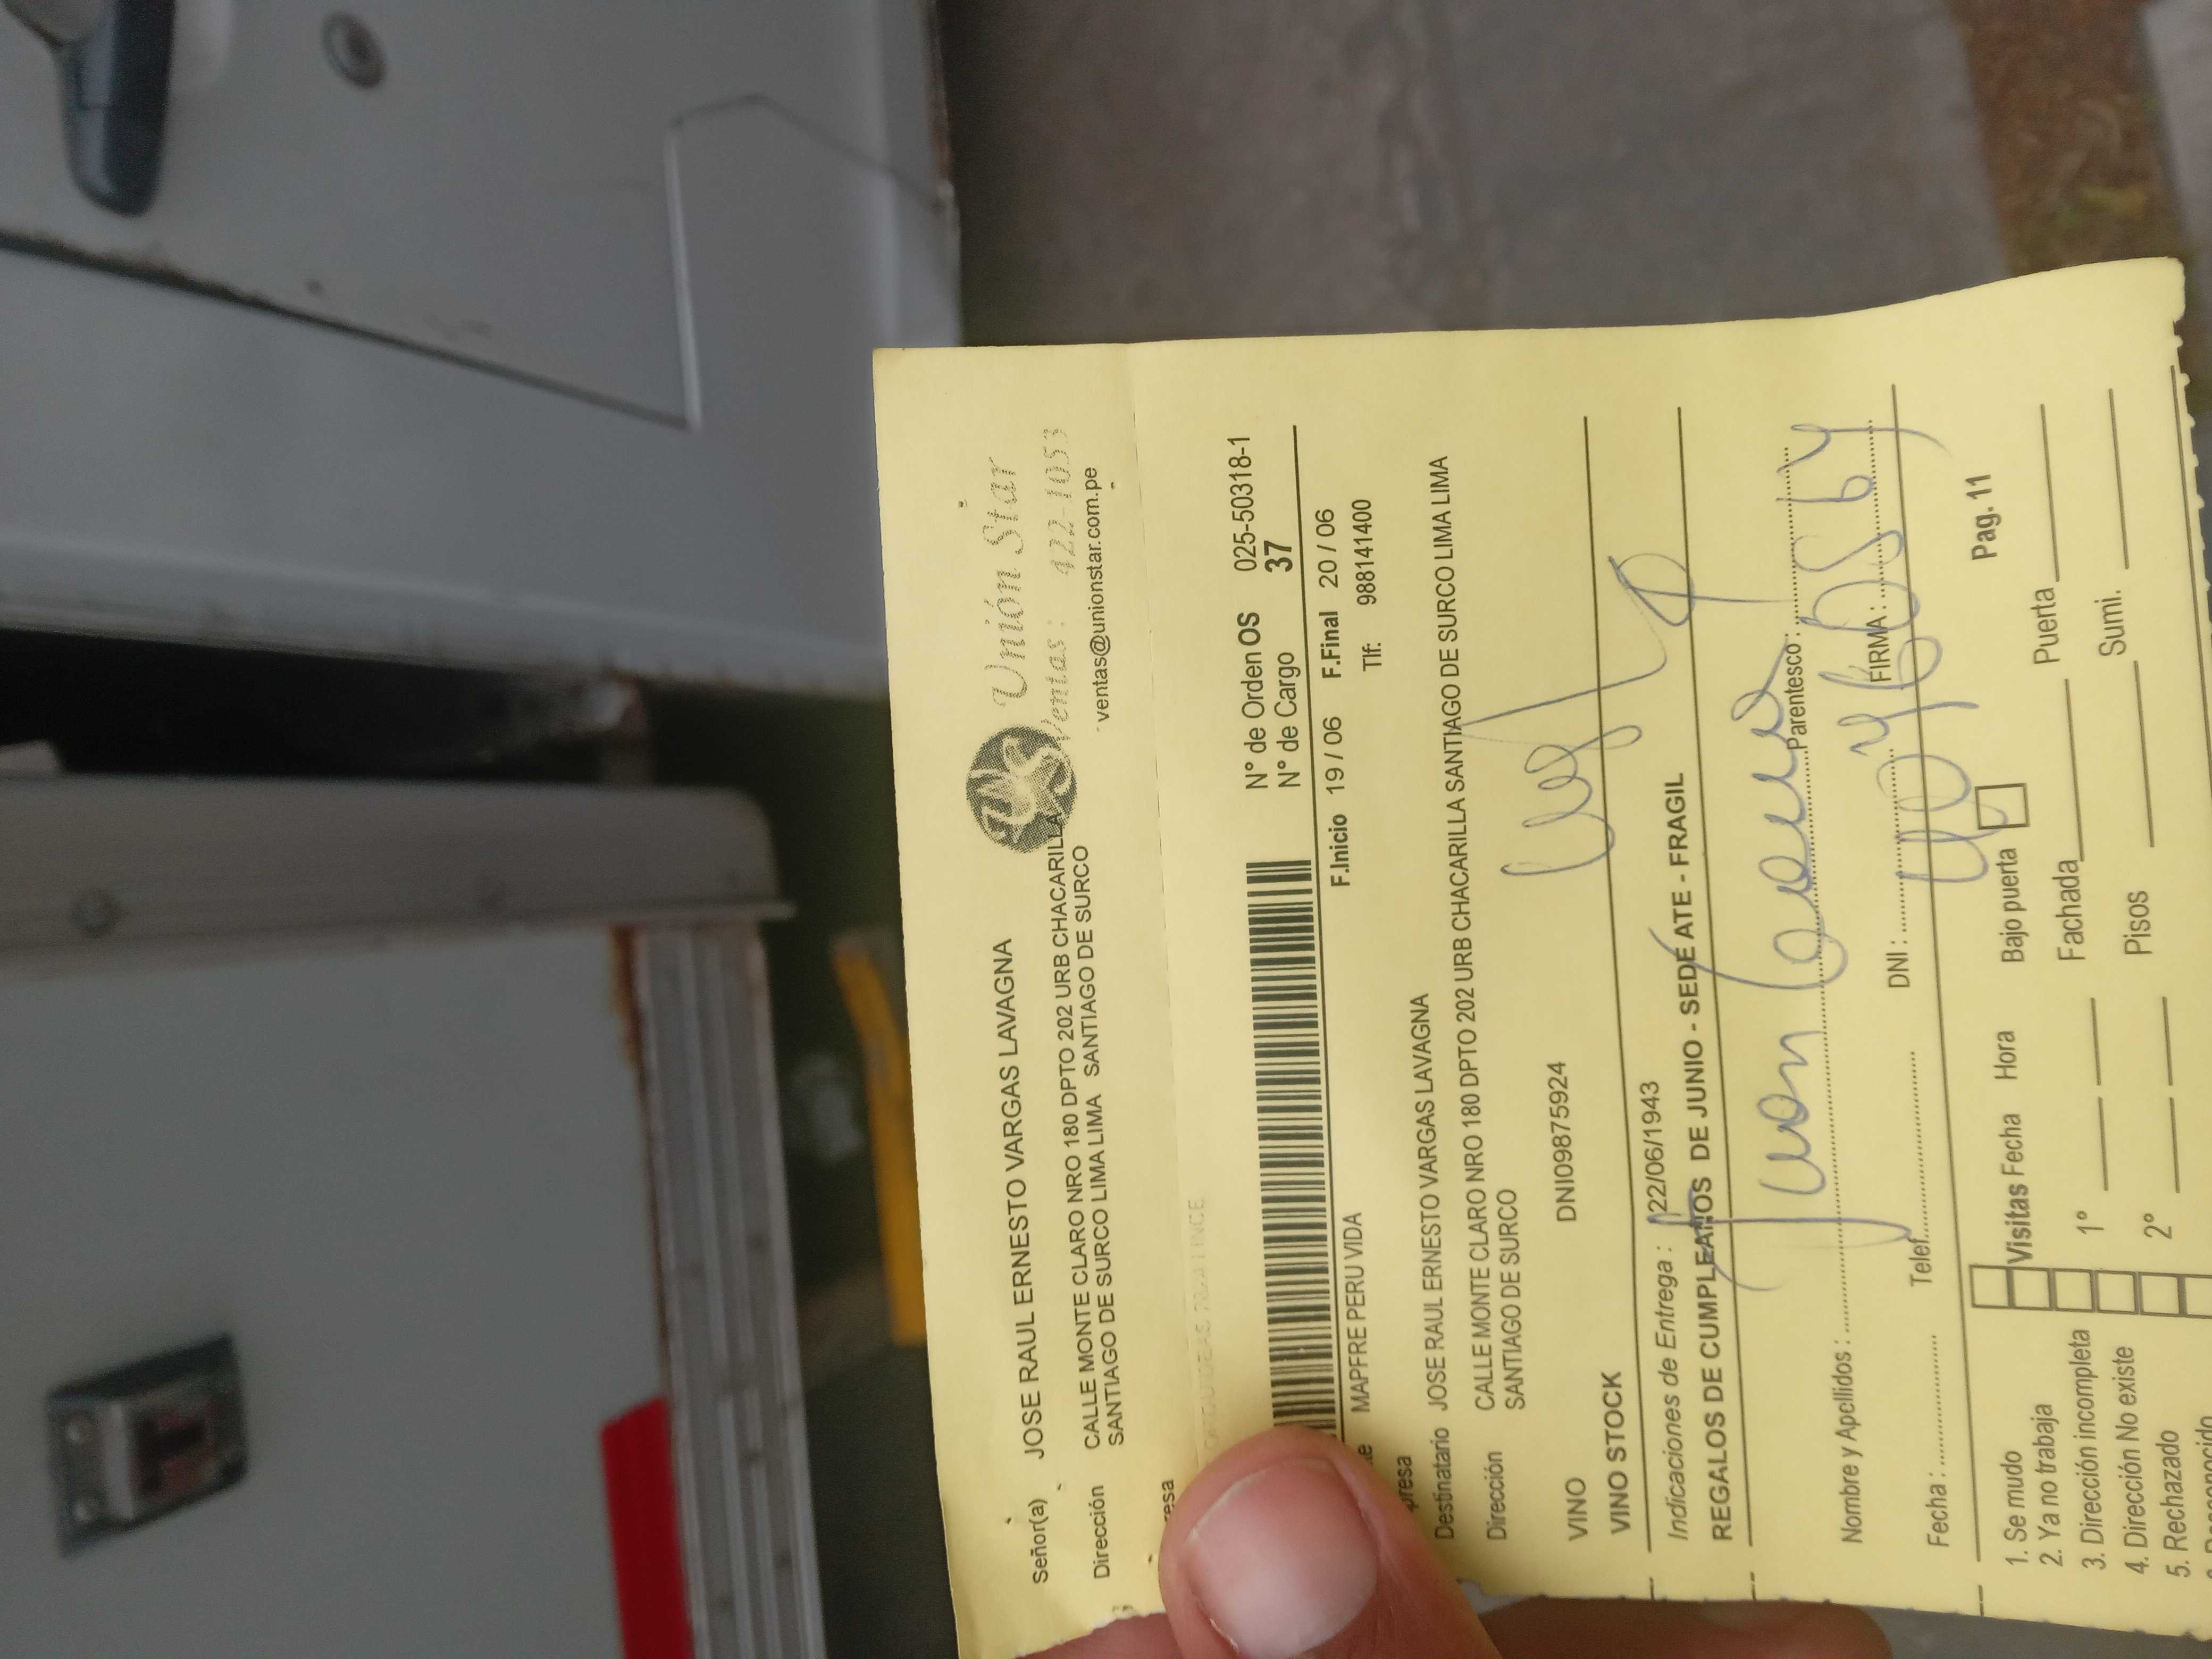 Señor(a) JOSE RAUL ERNESTO VARGAS LAVAGNA
Dirección CALLE MONTE CLARO NRO 180 DPTO 202 URB CHACARILLA
SANTIAGO DE SURCO LIMA LIMA SANTIAGO DE SURCO
Unión Star
Ventas: 422-1053
ventas@unionstar.com.pe
resa
N° de Orden OS 025-50318-1
N° de Cargo 37
F.Inicio 19 / 06 F.Final 20 / 06
MAPFRE PERU VIDA Tlf: 988141400
presa
Destinatario JOSE RAUL ERNESTO VARGAS LAVAGNA
Dirección CALLE MONTE CLARO NRO 180 DPTO 202 URB CHACARILLA SANTIAGO DE SURCO LIMA LIMA
SANTIAGO DE SURCO
VINO DNI09875924
VINO STOCK
Indicaciones de Entrega : 22/06/1943
REGALOS DE CUMPLEAÑOS DE JUNIO - SEDE ATE - FRAGIL
Nombre y Apellidos : Juan Parentesco :
DNI : FIRMA :
Fecha : Telef.
Pag. 11
1. Se mudo
2. Ya no trabaja
3. Dirección incompleta
4. Dirección No existe
5. Rechazado
Visitas Fecha Hora Bajo puerta
1° Fachada Puerta
2° Pisos Sumi.